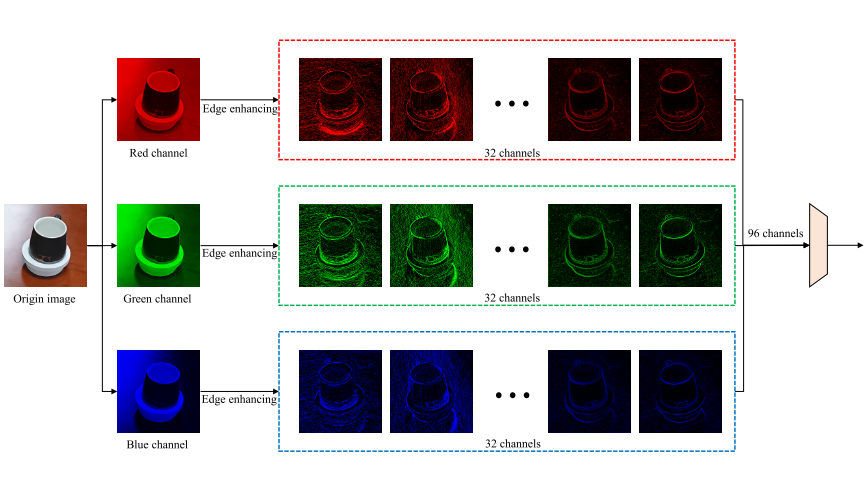 Edge enhancing
Red channel
32 channels
96 channels
Edge enhancing
Origin image
Green channel
32 channels
Edge enhancing
Blue channel
32 channels